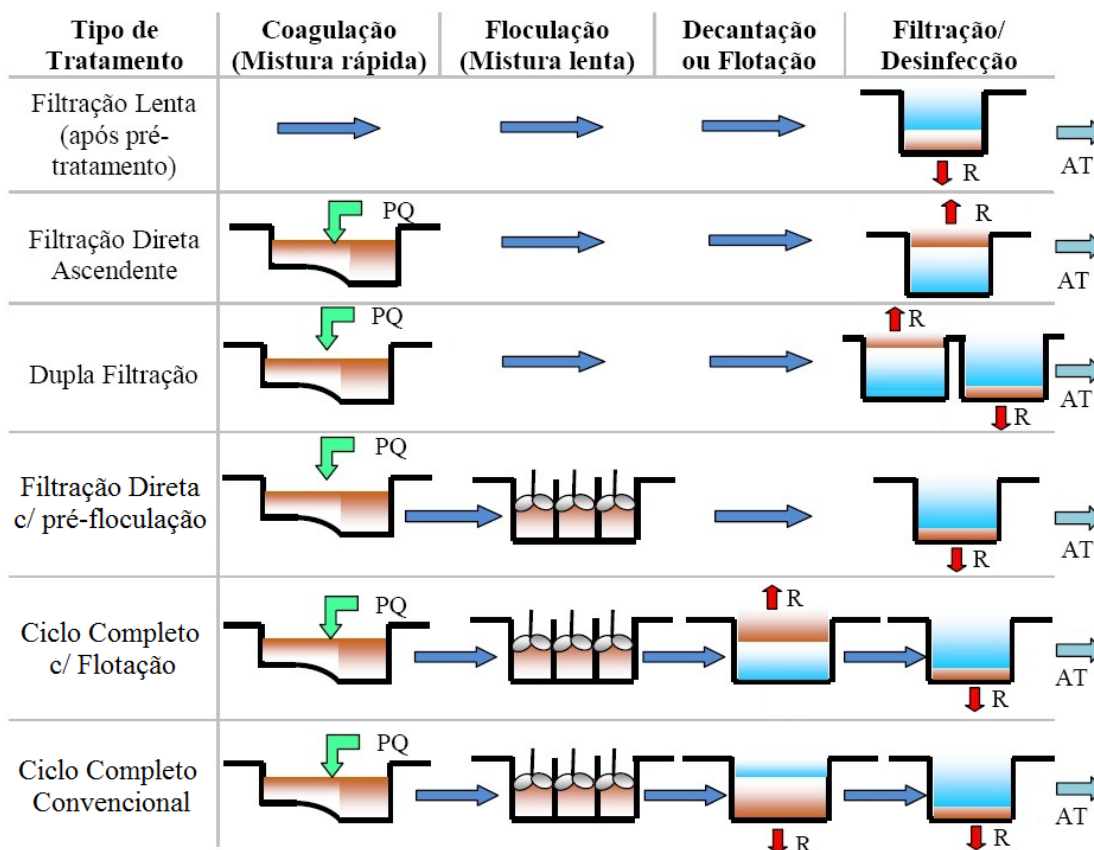 Tipo de
Tratamento
Coagulação
(Mistura rápida)
Floculação
(Mistura lenta)
Decantação
ou Flotação
Filtração/
Desinfecção
Filtração Lenta
(após pré-
tratamento)
R
AT
Filtração Direta
Ascendente
PQ
R
AT
Dupla Filtração
PQ
R
R
AT
Filtração Direta
c/ pré-floculação
PQ
R
AT
Ciclo Completo
c/ Flotação
PQ
R
R
AT
Ciclo Completo
Convencional
PQ
R
R
AT